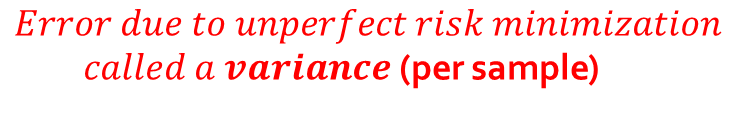 Error due to unperfect risk minimization
called a variance (per sample)